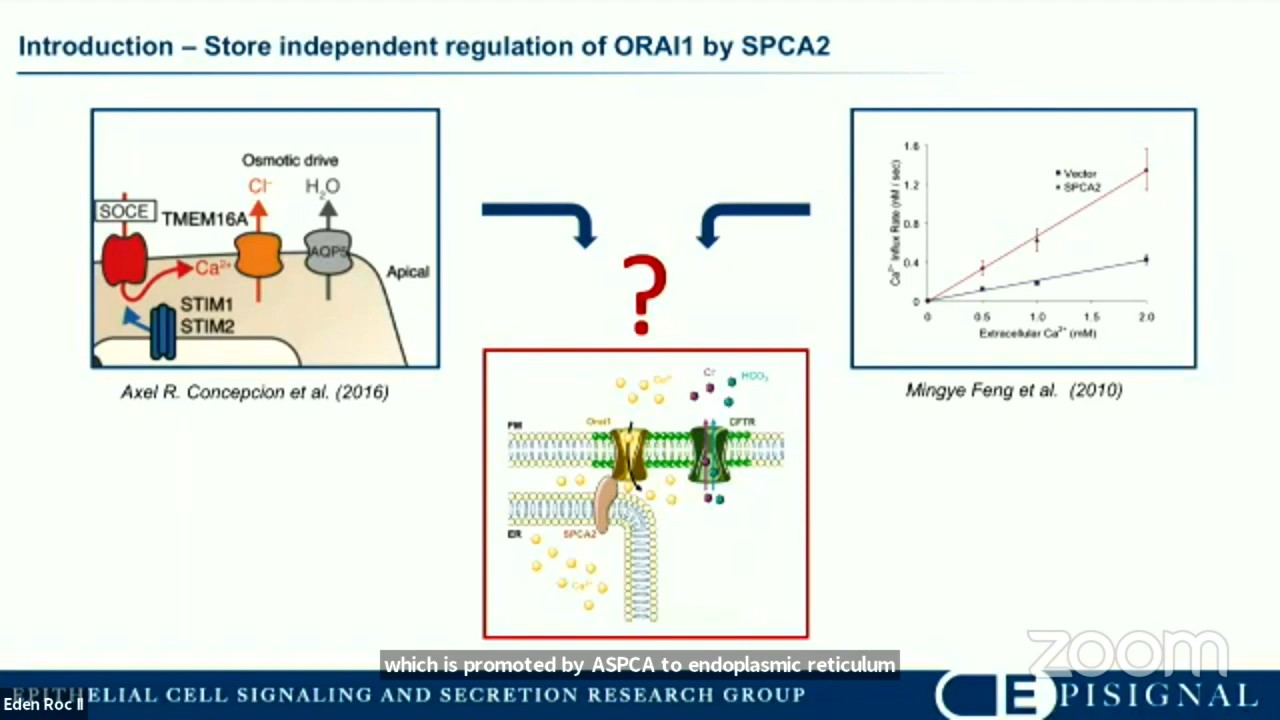 Introduction – Store independent regulation of ORAI1 by SPCA2
Osmotic drive
Cl⁻
H₂O
SOCE
TMEM16A
AQP5
Ca²⁺
Apical
STIM1
STIM2
Axel R. Concepcion et al. (2016)
?
Ca²⁺ Influx Rate (nM / sec)
1.6
1.2
0.8
0.4
0
Vector
SPCA2
0
0.5
1.0
1.5
2.0
Extracellular Ca²⁺ (mM)
Mingye Feng et al. (2010)
Ca²⁺
Cl⁻
HCO₃⁻
PM
Orai1
CFTR
ER
SPCA2
Ca²⁺
which is promoted by ASPCA to endoplasmic reticulum
zoom
EPITHELIAL CELL SIGNALING AND SECRETION RESEARCH GROUP
EPISIGNAL
Eden Roc II